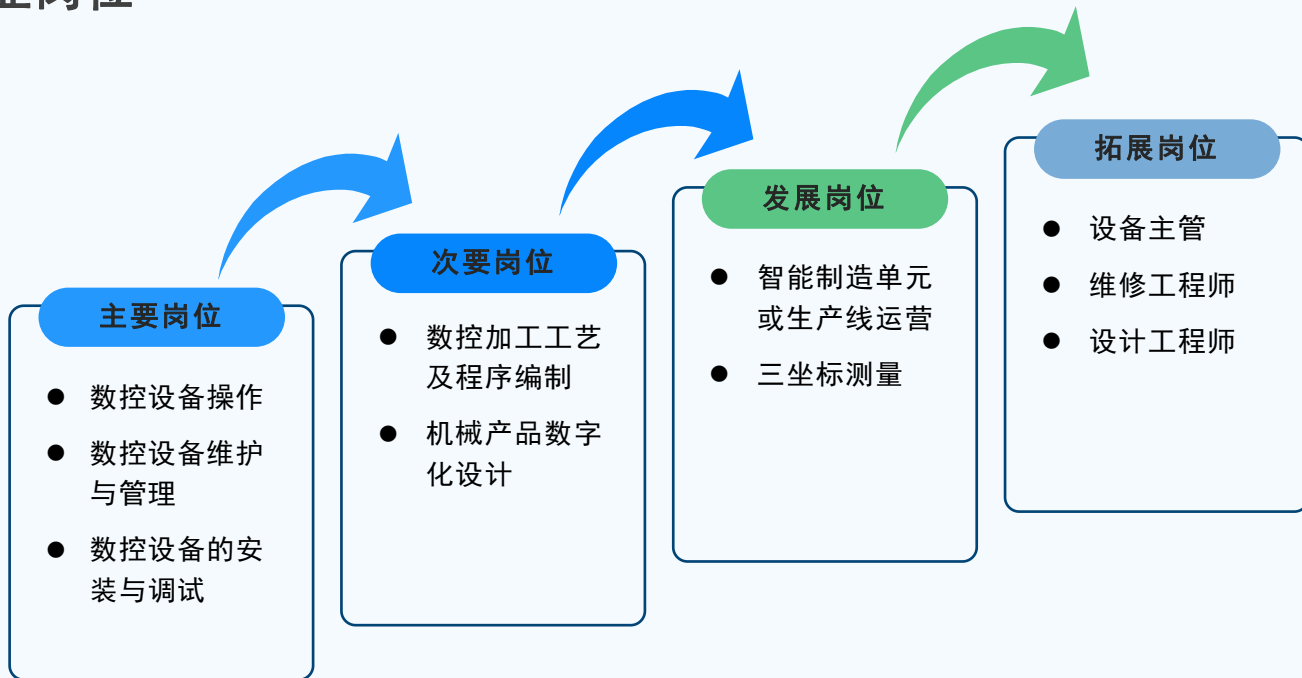 岗位
主要岗位
● 数控设备操作
● 数控设备维护
与管理
● 数控设备的安
装与调试
次要岗位
● 数控加工工艺
及程序编制
● 机械产品数字
化设计
发展岗位
● 智能制造单元
或生产线运营
● 三坐标测量
拓展岗位
● 设备主管
● 维修工程师
● 设计工程师